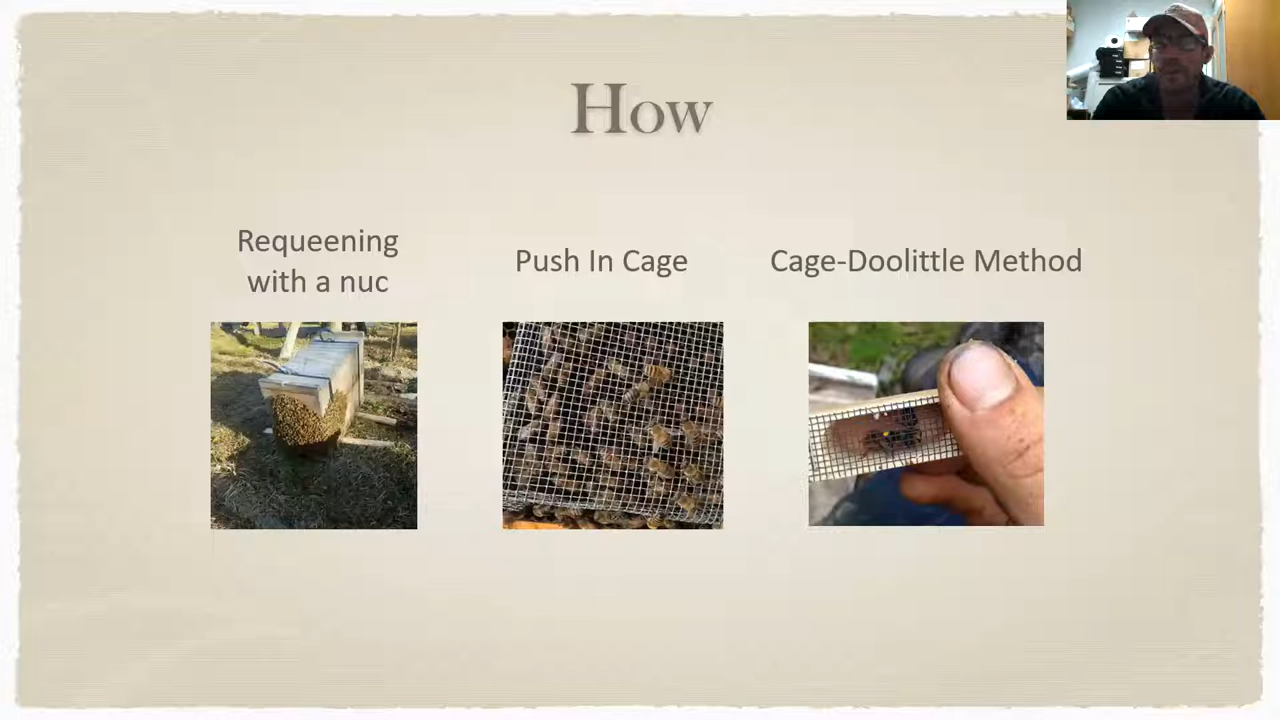 How
Requeening
with a nuc
Push In Cage
Cage-Doolittle Method